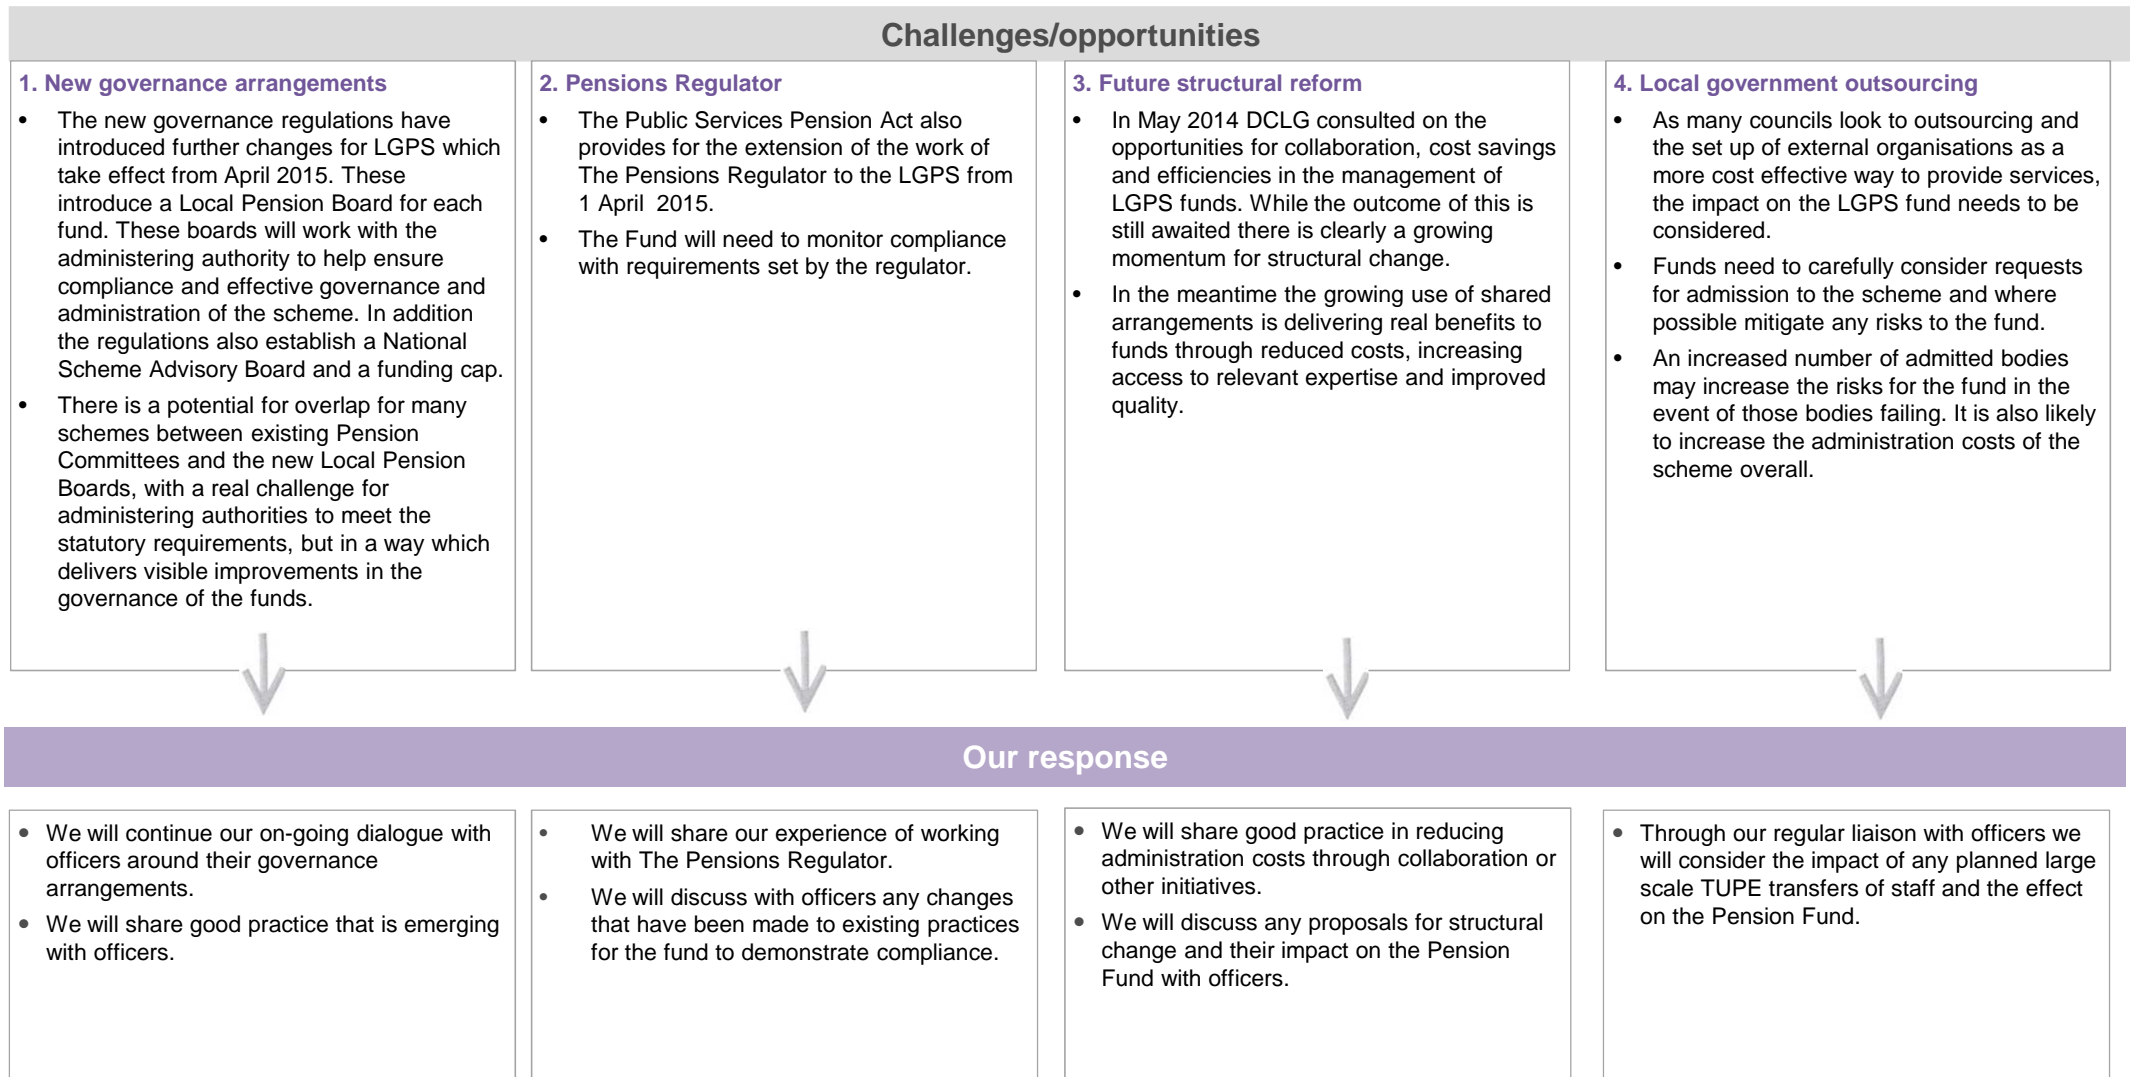 Challenges/opportunities
1. New governance arrangements
• The new governance regulations have
introduced further changes for LGPS which
take effect from April 2015. These
introduce a Local Pension Board for each
fund. These boards will work with the
administering authority to help ensure
compliance and effective governance and
administration of the scheme. In addition
the regulations also establish a National
Scheme Advisory Board and a funding cap.
• There is a potential for overlap for many
schemes between existing Pension
Committees and the new Local Pension
Boards, with a real challenge for
administering authorities to meet the
statutory requirements, but in a way which
delivers visible improvements in the
governance of the funds.
2. Pensions Regulator
• The Public Services Pension Act also
provides for the extension of the work of
The Pensions Regulator to the LGPS from
1 April 2015.
• The Fund will need to monitor compliance
with requirements set by the regulator.
3. Future structural reform
• In May 2014 DCLG consulted on the
opportunities for collaboration, cost savings
and efficiencies in the management of
LGPS funds. While the outcome of this is
still awaited there is clearly a growing
momentum for structural change.
• In the meantime the growing use of shared
arrangements is delivering real benefits to
funds through reduced costs, increasing
access to relevant expertise and improved
quality.
4. Local government outsourcing
• As many councils look to outsourcing and
the set up of external organisations as a
more cost effective way to provide services,
the impact on the LGPS fund needs to be
considered.
• Funds need to carefully consider requests
for admission to the scheme and where
possible mitigate any risks to the fund.
• An increased number of admitted bodies
may increase the risks for the fund in the
event of those bodies failing. It is also likely
to increase the administration costs of the
scheme overall.
Our response
• We will continue our on-going dialogue with
officers around their governance
arrangements.
• We will share good practice that is emerging
with officers.
• We will share our experience of working
with The Pensions Regulator.
• We will discuss with officers any changes
that have been made to existing practices
for the fund to demonstrate compliance.
• We will share good practice in reducing
administration costs through collaboration or
other initiatives.
• We will discuss any proposals for structural
change and their impact on the Pension
Fund with officers.
• Through our regular liaison with officers we
will consider the impact of any planned large
scale TUPE transfers of staff and the effect
on the Pension Fund.